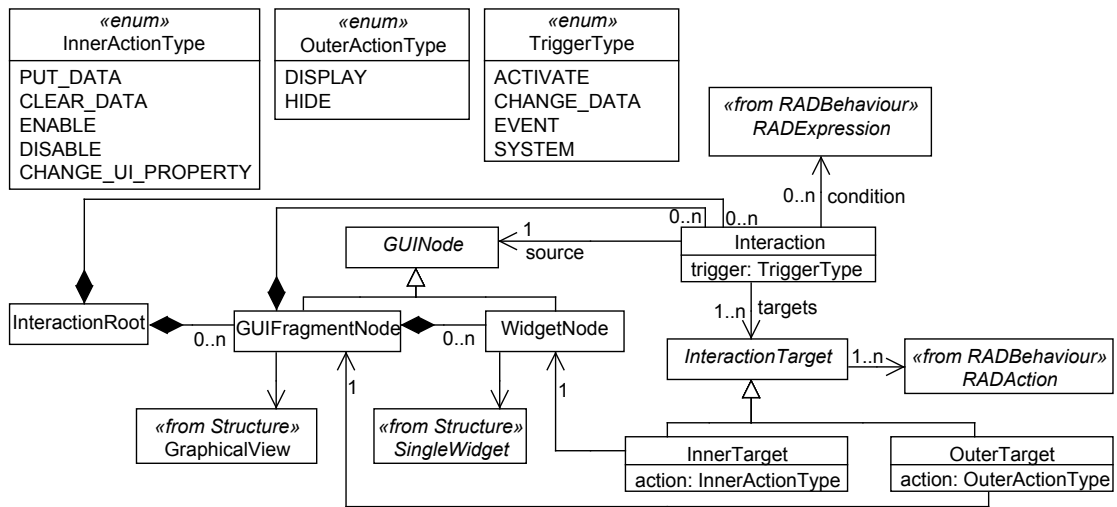 «enum»
InnerActionType
PUT_DATA
CLEAR_DATA
ENABLE
DISABLE
CHANGE_UI_PROPERTY
«enum»
OuterActionType
DISPLAY
HIDE
«enum»
TriggerType
ACTIVATE
CHANGE_DATA
EVENT
SYSTEM
«from RADBehaviour»
RADExpression
0..n condition
0..n
0..n
Interaction
trigger: TriggerType
1
source
GUINode
1..n
targets
InteractionRoot
0..n
GUIFragmentNode
0..n
WidgetNode
InteractionTarget
1..n
«from RADBehaviour»
RADAction
1
1
«from Structure»
GraphicalView
«from Structure»
SingleWidget
InnerTarget
action: InnerActionType
OuterTarget
action: OuterActionType